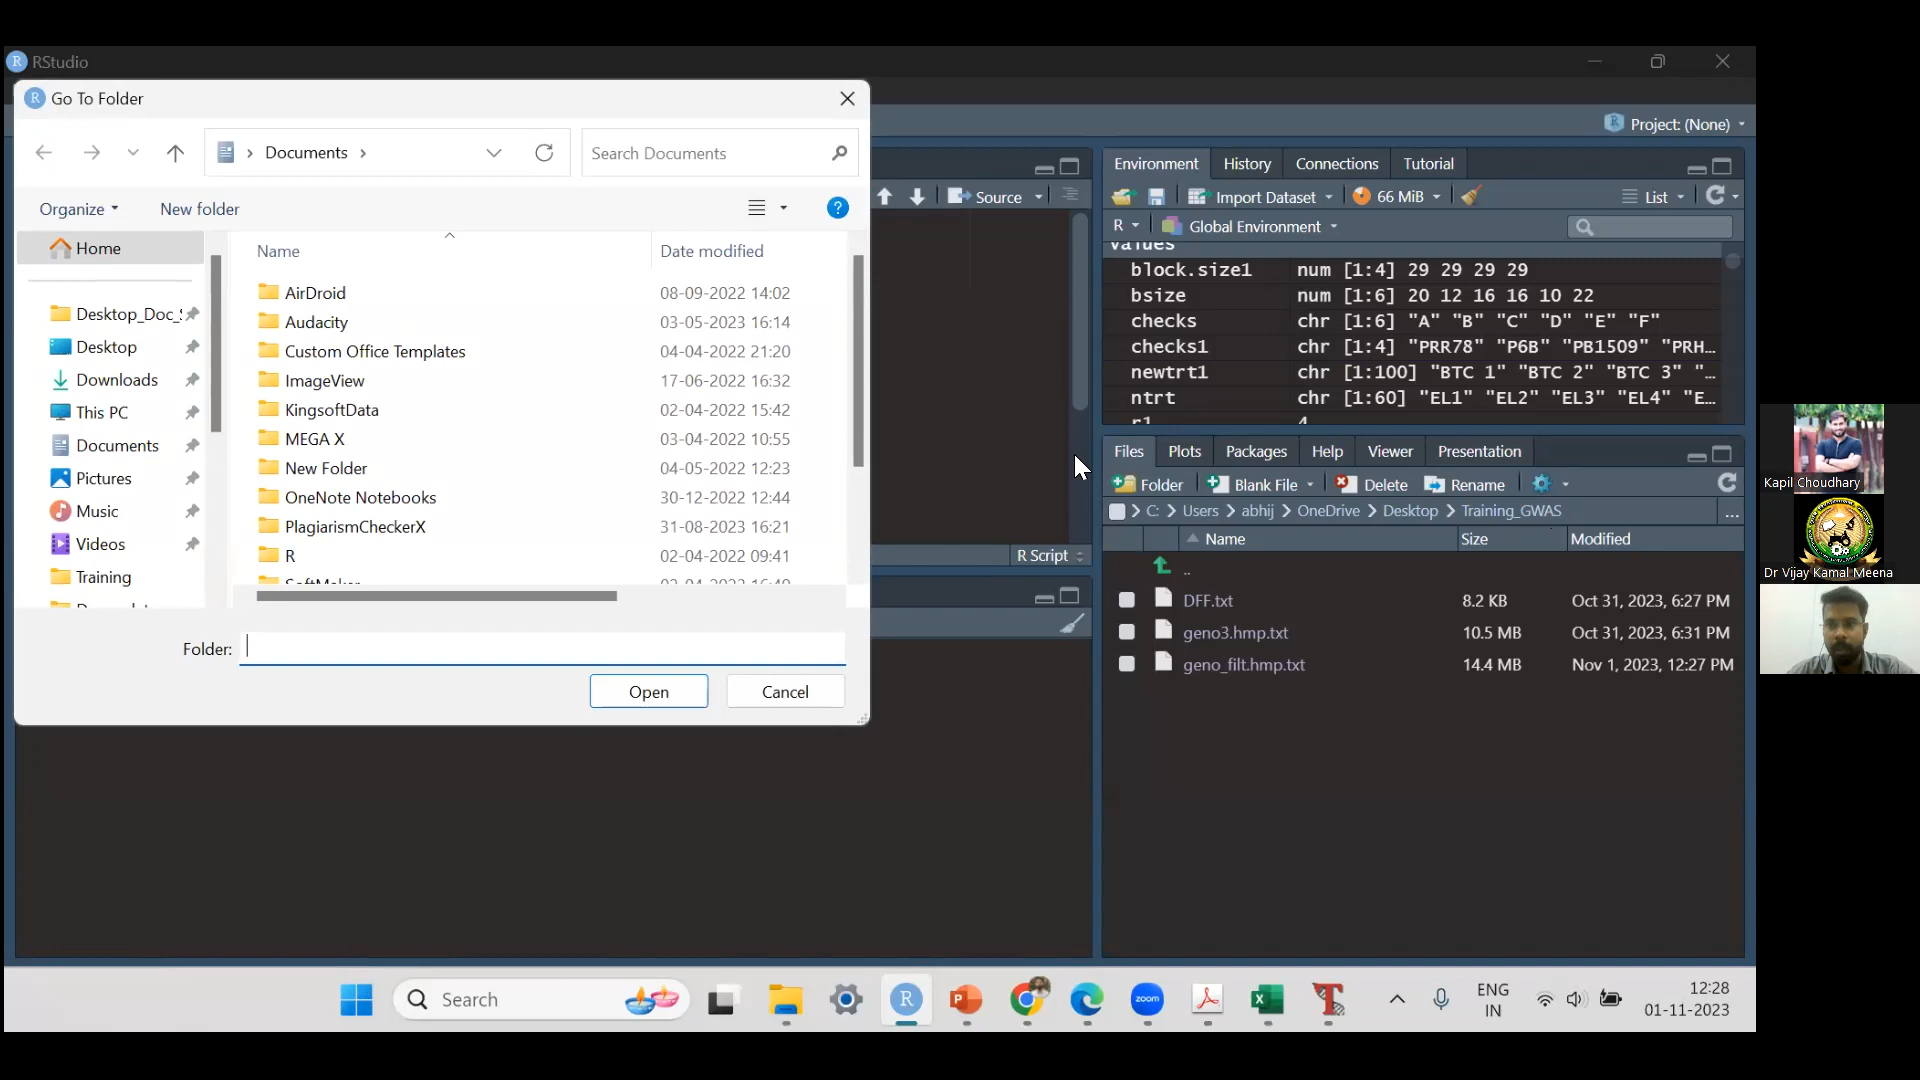 RStudio
Go To Folder
Documents
Search Documents
Organize
New folder
Home
Desktop_Doc_S
Desktop
Downloads
This PC
Documents
Pictures
Music
Videos
Training
Name
Date modified
AirDroid 08-09-2022 14:02
Audacity 03-05-2023 16:14
Custom Office Templates 04-04-2022 21:20
ImageView 17-06-2022 16:32
KingsoftData 02-04-2022 15:42
MEGA X 03-04-2022 10:55
New Folder 04-05-2022 12:23
OneNote Notebooks 30-12-2022 12:44
PlagiarismCheckerX 31-08-2023 16:21
R 02-04-2022 09:41
Folder:
Open
Cancel
Source
R Script
Project: (None)
Environment History Connections Tutorial
Import Dataset 66 MiB List
R Global Environment
values
block.size1 num [1:4] 29 29 29 29
bsize num [1:6] 20 12 16 16 10 22
checks chr [1:6] "A" "B" "C" "D" "E" "F"
checks1 chr [1:4] "PRR78" "P6B" "PB1509" "PRH…
newtrt1 chr [1:100] "BTC 1" "BTC 2" "BTC 3" "…
ntrt chr [1:60] "EL1" "EL2" "EL3" "EL4" "E…
Files Plots Packages Help Viewer Presentation
Folder Blank File Delete Rename
C: Users abhij OneDrive Desktop Training_GWAS ...
Name Size Modified
..
DFF.txt 8.2 KB Oct 31, 2023, 6:27 PM
geno3.hmp.txt 10.5 MB Oct 31, 2023, 6:31 PM
geno_filt.hmp.txt 14.4 MB Nov 1, 2023, 12:27 PM
Kapil Choudhary
Dr Vijay Kamal Meena
Search
zoom
ENG
IN
12:28
01-11-2023